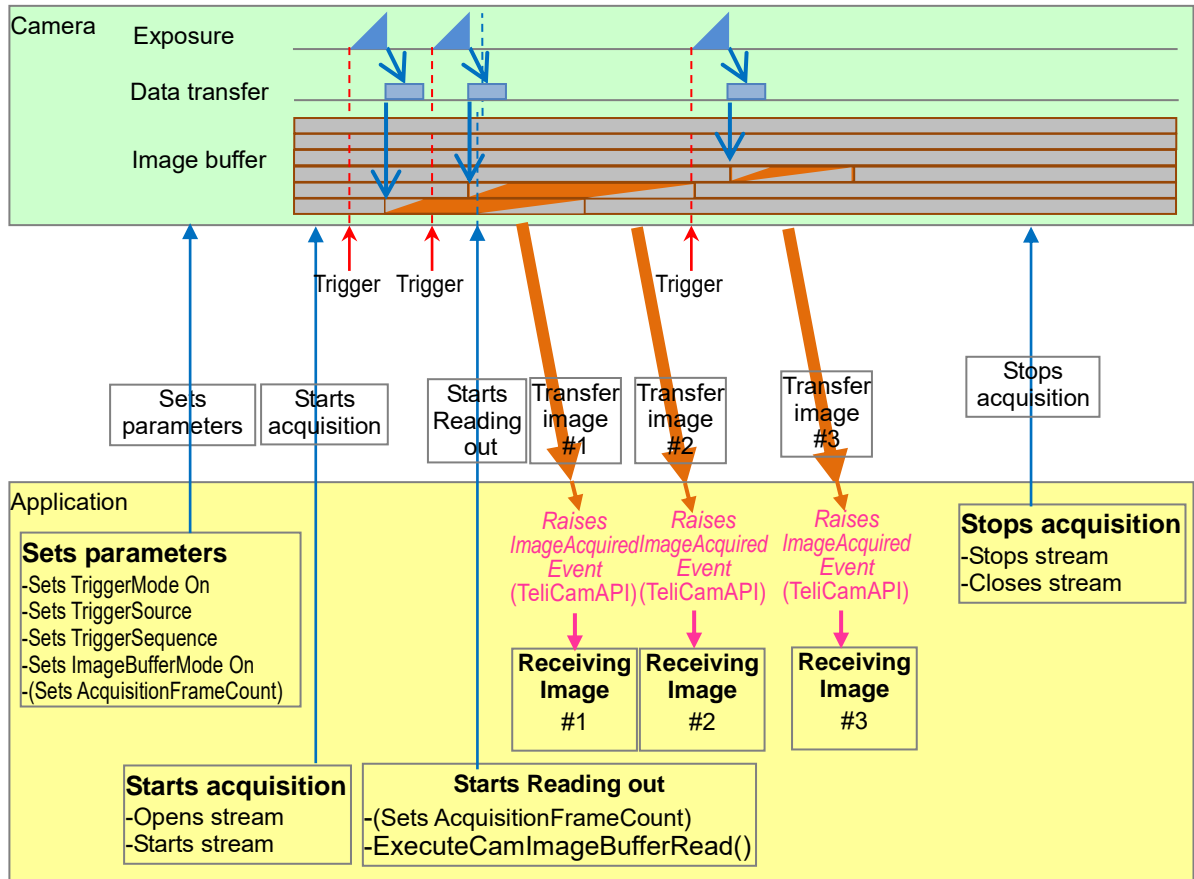 Camera
Exposure
Data transfer
Image buffer
Trigger
Trigger
Trigger
Sets
parameters
Starts
acquisition
Starts
Reading
out
Transfer
image
#1
Transfer
image
#2
Transfer
image
#3
Stops
acquisition
Application
Sets parameters
-Sets TriggerMode On
-Sets TriggerSource
-Sets TriggerSequence
-Sets ImageBufferMode On
-(Sets AcquisitionFrameCount)
Raises
ImageAcquired
Event
(TeliCamAPI)
Raises
ImageAcquired
Event
(TeliCamAPI)
Raises
ImageAcquired
Event
(TeliCamAPI)
Stops acquisition
-Stops stream
-Closes stream
Receiving
Image
#1
Receiving
Image
#2
Receiving
Image
#3
Starts acquisition
-Opens stream
-Starts stream
Starts Reading out
-(Sets AcquisitionFrameCount)
-ExecuteCamImageBufferRead()